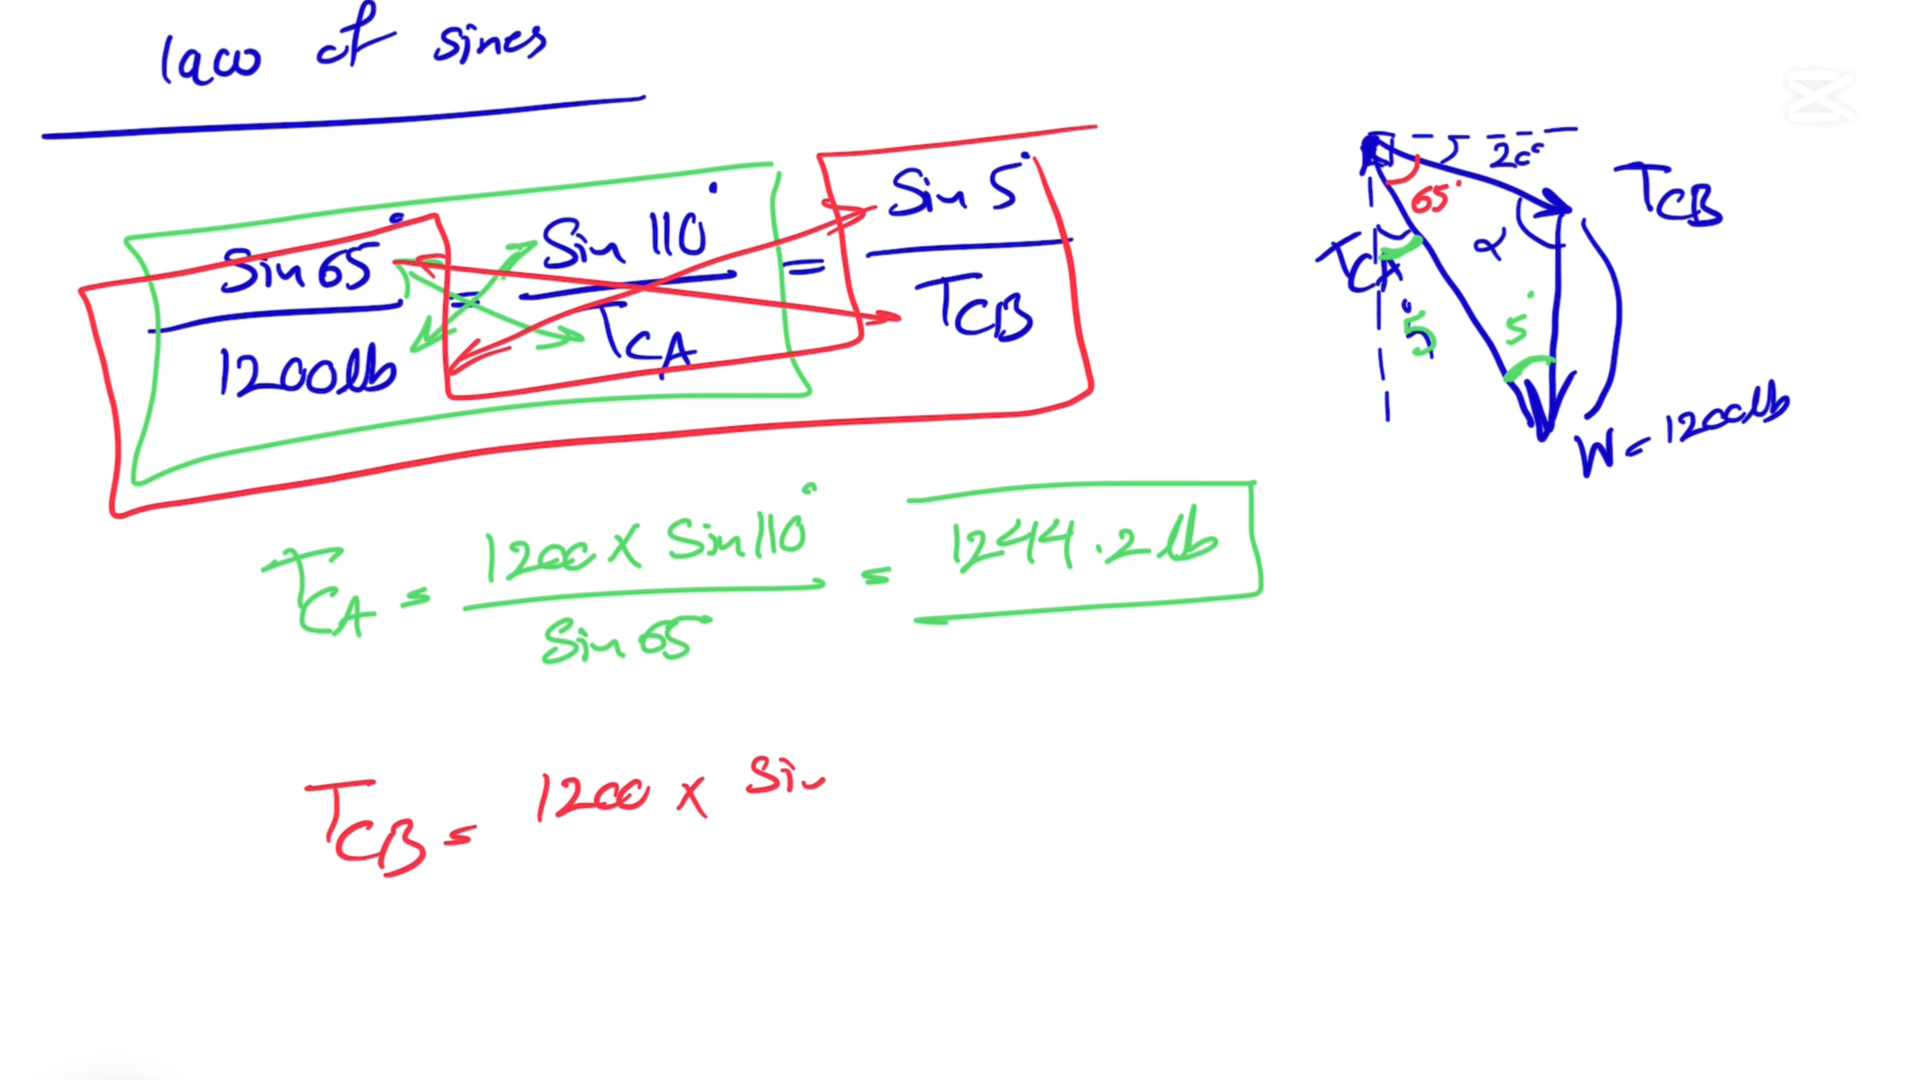 law of sines
sin 65° / 1200lb = sin 110° / TCA = sin 5° / TCB
20°
65°
TCB
TCA
α
5°
5°
W = 1200lb
TCA = 1200 x sin 110° / sin 65 = 1244.2 lb
TCB = 1200 x sin